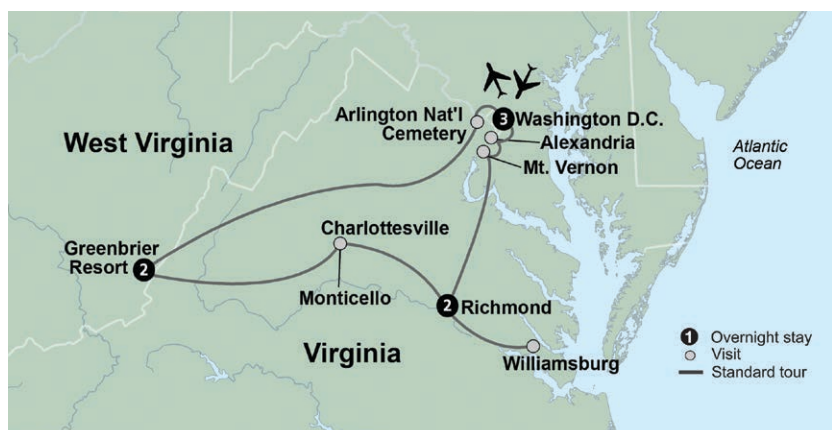 Arlington Nat'l
Cemetery
3
Washington D.C.
Alexandria
Mt. Vernon
West Virginia
Atlantic
Ocean
Charlottesville
Greenbrier
Resort
2
Monticello
2
Richmond
Virginia
Williamsburg
1 Overnight stay
Visit
Standard tour